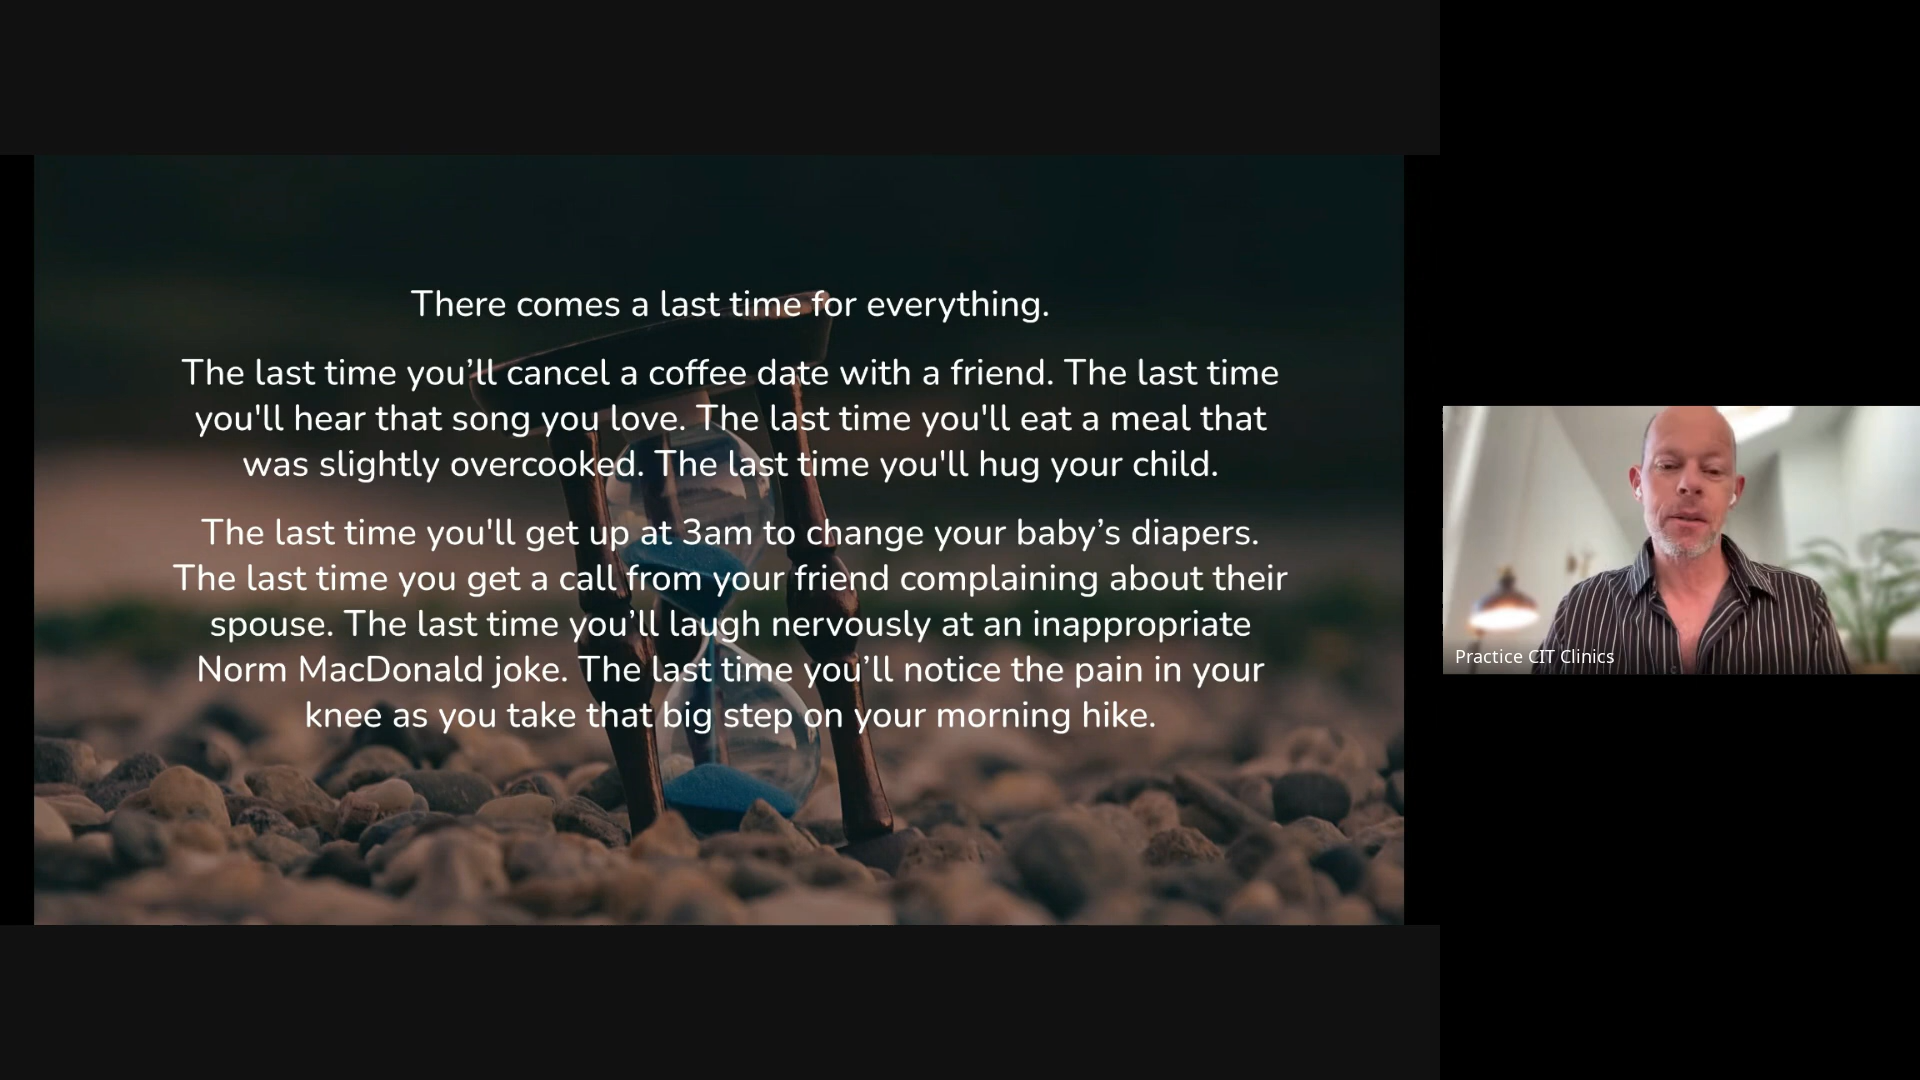 There comes a last time for everything.
The last time you’ll cancel a coffee date with a friend. The last time
you'll hear that song you love. The last time you'll eat a meal that
was slightly overcooked. The last time you'll hug your child.
The last time you'll get up at 3am to change your baby’s diapers.
The last time you get a call from your friend complaining about their
spouse. The last time you’ll laugh nervously at an inappropriate
Norm MacDonald joke. The last time you’ll notice the pain in your
knee as you take that big step on your morning hike.
Practice CIT Clinics